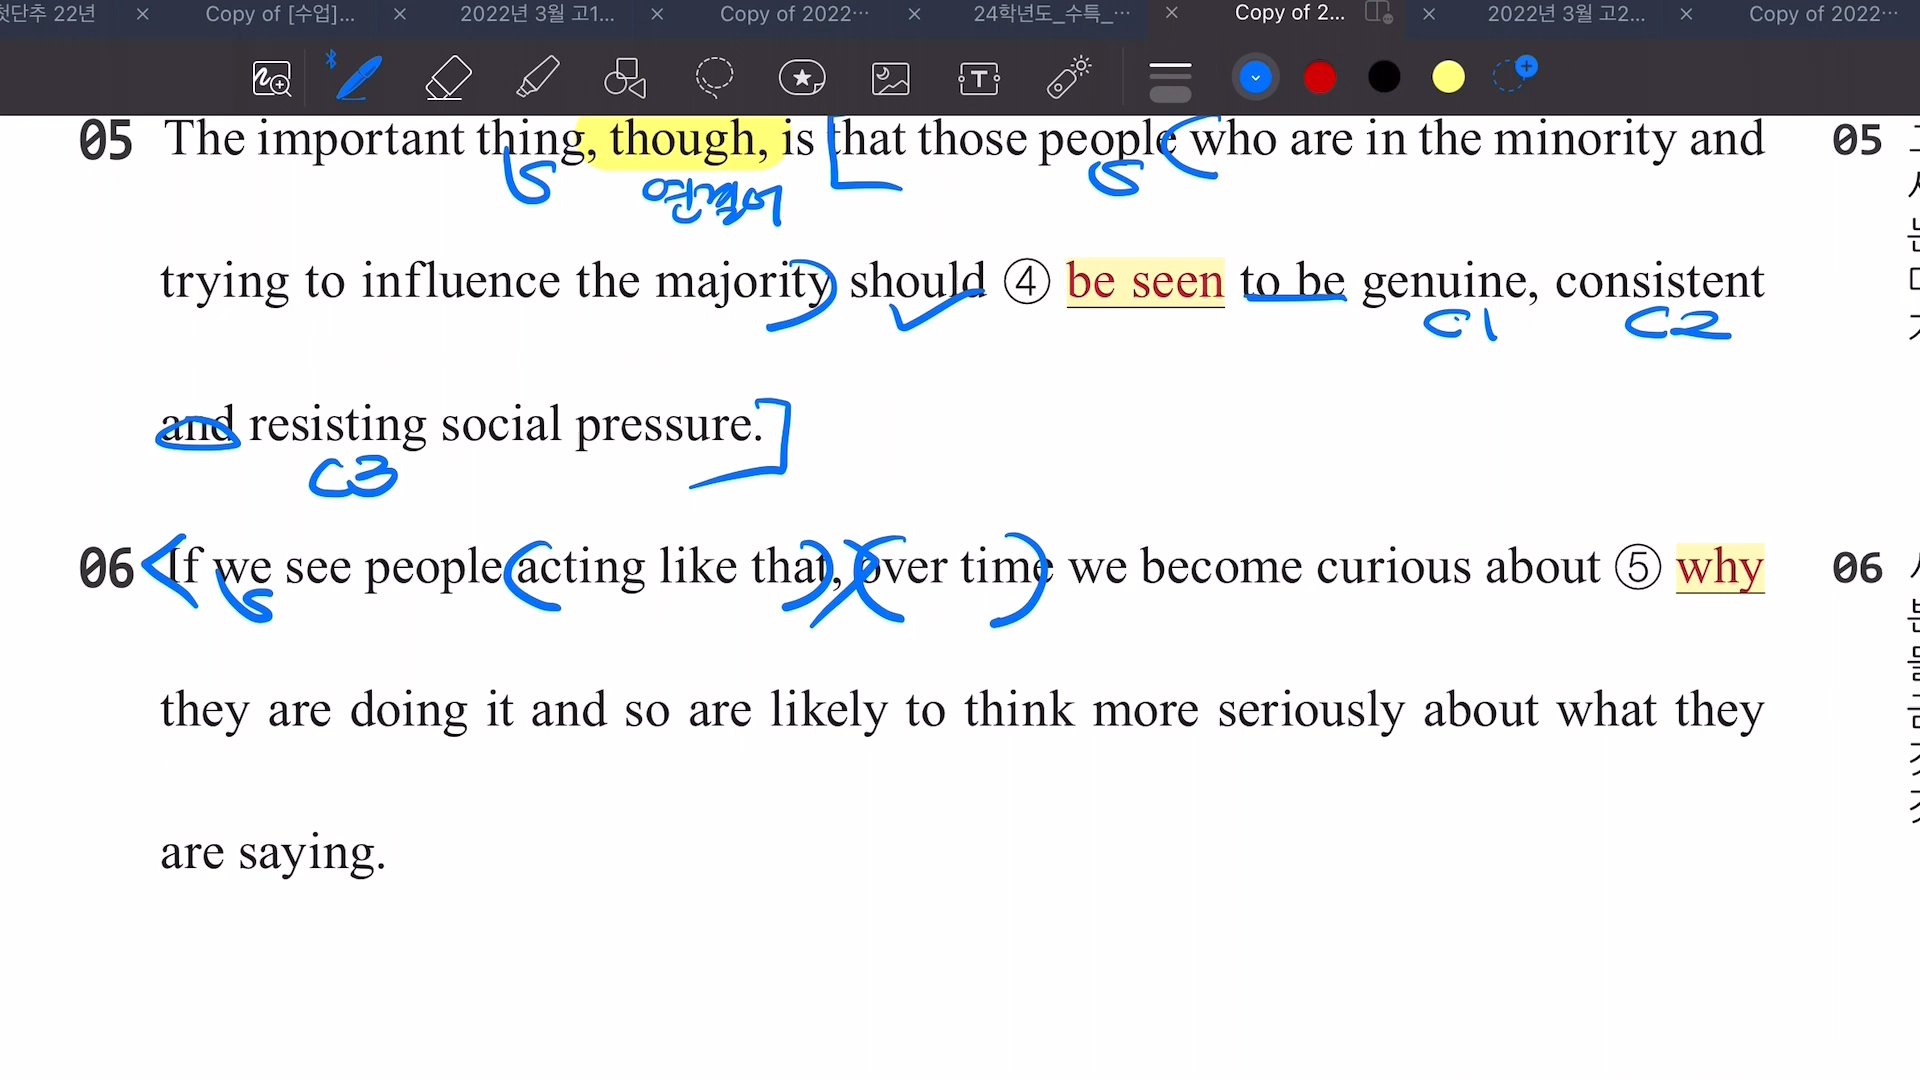 첫단추 22년 × Copy of [수업]... × 2022년 3월 고1... × Copy of 2022... × 24학년도_수특_... × Copy of 2... × 2022년 3월 고2... × Copy of 2022...
T
05 The important thing, though, is that those people who are in the minority and 05
S 연결어 S
trying to influence the majority should ④ be seen to be genuine, consistent
C1 C2
and resisting social pressure.
C3
06 If we see people acting like that, over time we become curious about ⑤ why 06
S
they are doing it and so are likely to think more seriously about what they
are saying.